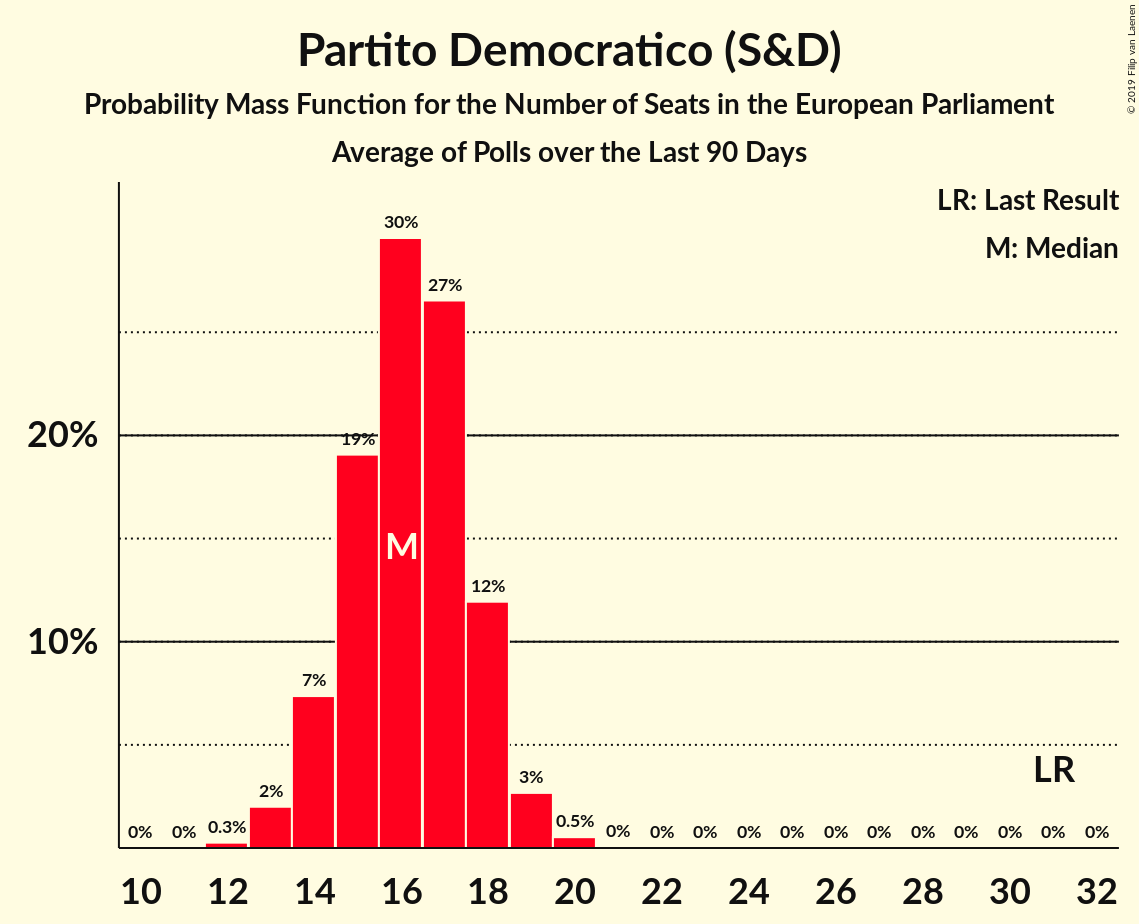 Partito Democratico (S&D)
Probability Mass Function for the Number of Seats in the European Parliament
Average of Polls over the Last 90 Days
© 2019 Filip van Laenen
LR: Last Result
M: Median
30%
27%
20%
19%
M
12%
10%
7%
LR
3%
2%
0% 0% 0.3% 0.5% 0% 0% 0% 0% 0% 0% 0% 0% 0% 0% 0% 0%
10 12 14 16 18 20 22 24 26 28 30 32